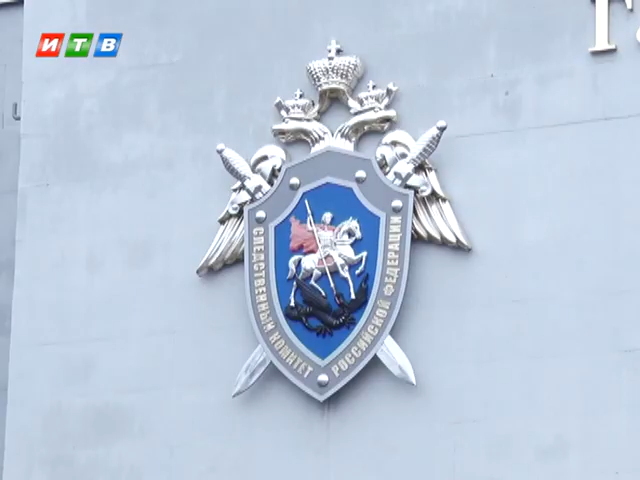 ИТВ
СЛЕДСТВЕННЫЙ КОМИТЕТ
РОССИЙСКОЙ ФЕДЕРАЦИИ